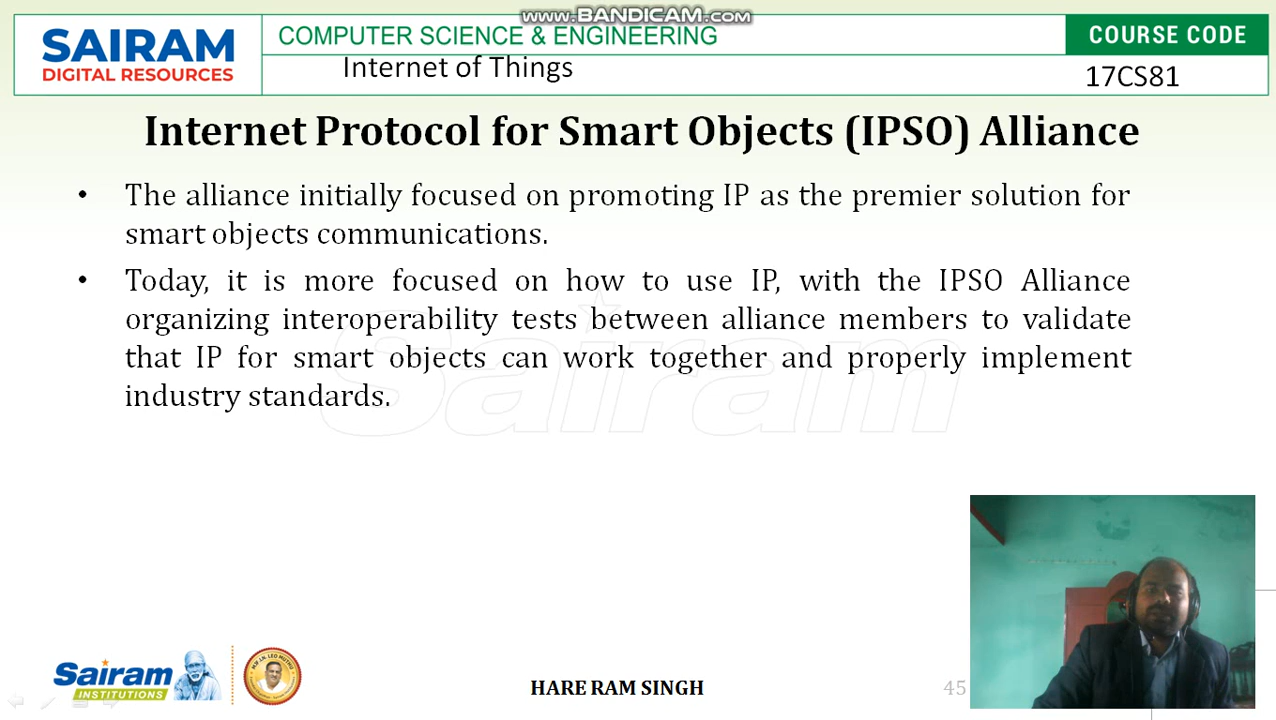 www.BANDICAM.com
SAIRAM
DIGITAL RESOURCES
COMPUTER SCIENCE & ENGINEERING
COURSE CODE
Internet of Things
17CS81
Internet Protocol for Smart Objects (IPSO) Alliance
• The alliance initially focused on promoting IP as the premier solution for
smart objects communications.
• Today, it is more focused on how to use IP, with the IPSO Alliance
organizing interoperability tests between alliance members to validate
that IP for smart objects can work together and properly implement
industry standards.
Sairam
Sairam
INSTITUTIONS
HARE RAM SINGH
45